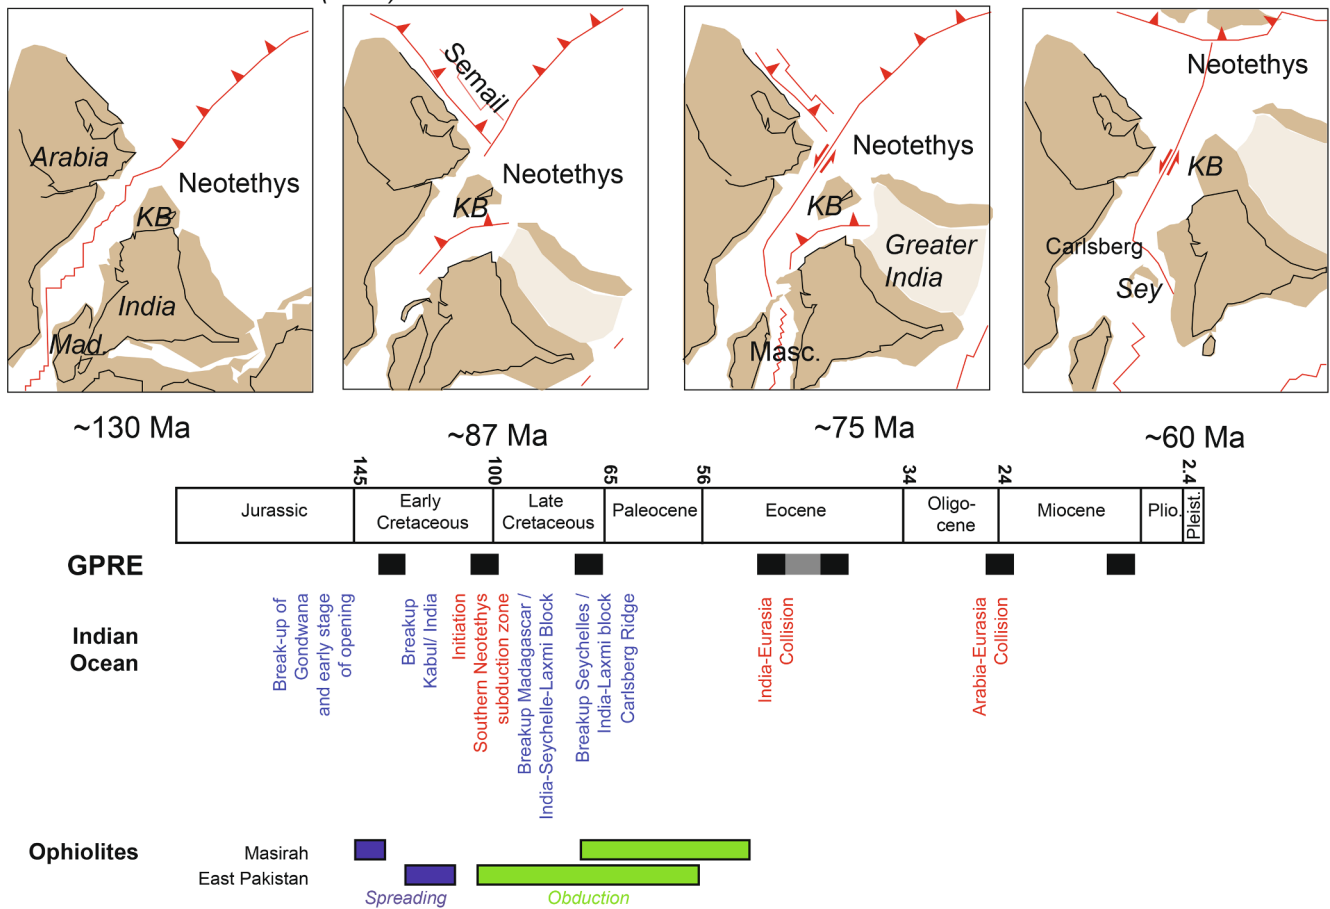 Arabia
Neotethys
KB
India
Mad.
Semail
Neotethys
KB
Neotethys
KB
Greater
India
Masc.
Neotethys
KB
Carlsberg
Sey
~130 Ma
~87 Ma
~75 Ma
~60 Ma
145
100
65
56
34
24
2.4
Jurassic
Early
Cretaceous
Late
Cretaceous
Paleocene
Eocene
Oligo-
cene
Miocene
Plio.
Pleist.
GPRE
Indian
Ocean
Break-up of
Gondwana
and early stage
of opening
Breakup
Kabul/ India
Initiation
Southern Neotethys
subduction zone
Breakup Madagascar /
India-Seychelle-Laxmi Block
Breakup Seychelles /
India-Laxmi block
Carlsberg Ridge
India-Eurasia
Collision
Arabia-Eurasia
Collision
Ophiolites
Masirah
East Pakistan
Spreading
Obduction